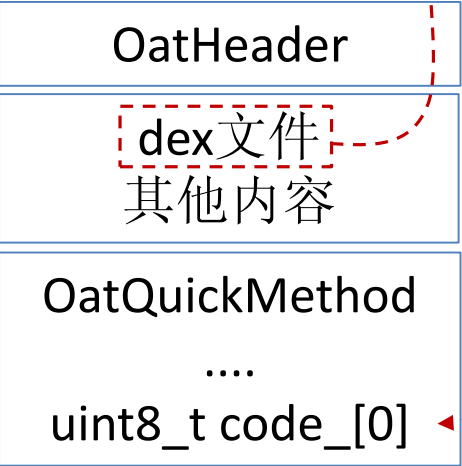 OatHeader
dex文件
其他内容
OatQuickMethod
....
uint8_t code_[0]